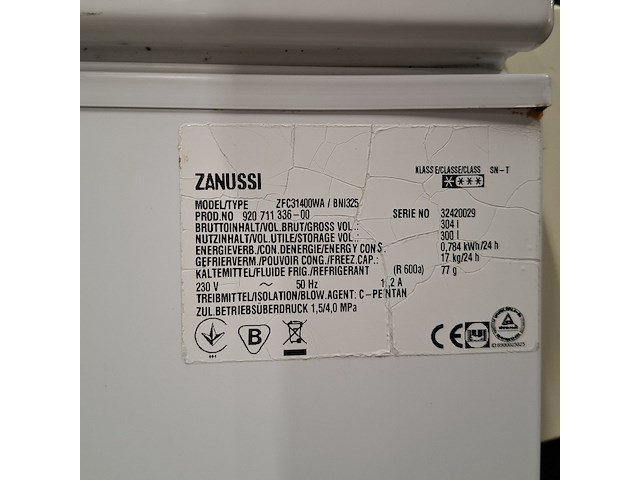 ZANUSSI
KLASSE/CLASSE/CLASS SN-T
MODEL/TYPE ZFC31400WA / BNI325
PROD.NO 920 711 336-00 SERIE NO 32420029
BRUTTOINHALT/VOL.BRUT/GROSS VOL.: 304 l
NUTZINHALT/VOL.UTILE/STORAGE VOL.: 300 l
ENERGIEVERB./CON.DENERGIE/ENERGY CONS.: 0,784 kWh/24 h
GEFRIERVERM./POUVOIR CONG./FREEZ.CAP.: 17 kg/24 h
KÄLTEMITTEL/FLUIDE FRIG./REFRIGERANT (R 600a) 77 g
230 V ~ 50 Hz 1,2 A
TREIBMITTEL/ISOLATION/BLOW.AGENT: C-PENTAN
ZUL.BETRIEBSÜBERDRUCK 1,5/4,0 MPa
B
CE